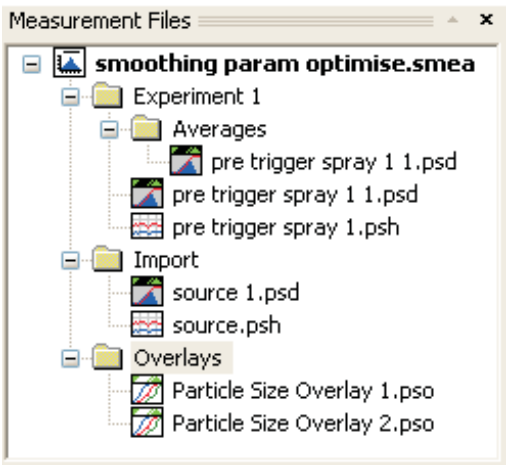 Measurement Files
smoothing param optimise.smea
Experiment 1
Averages
pre trigger spray 1 1.psd
pre trigger spray 1 1.psd
pre trigger spray 1.psh
Import
source 1.psd
source.psh
Overlays
Particle Size Overlay 1.pso
Particle Size Overlay 2.pso